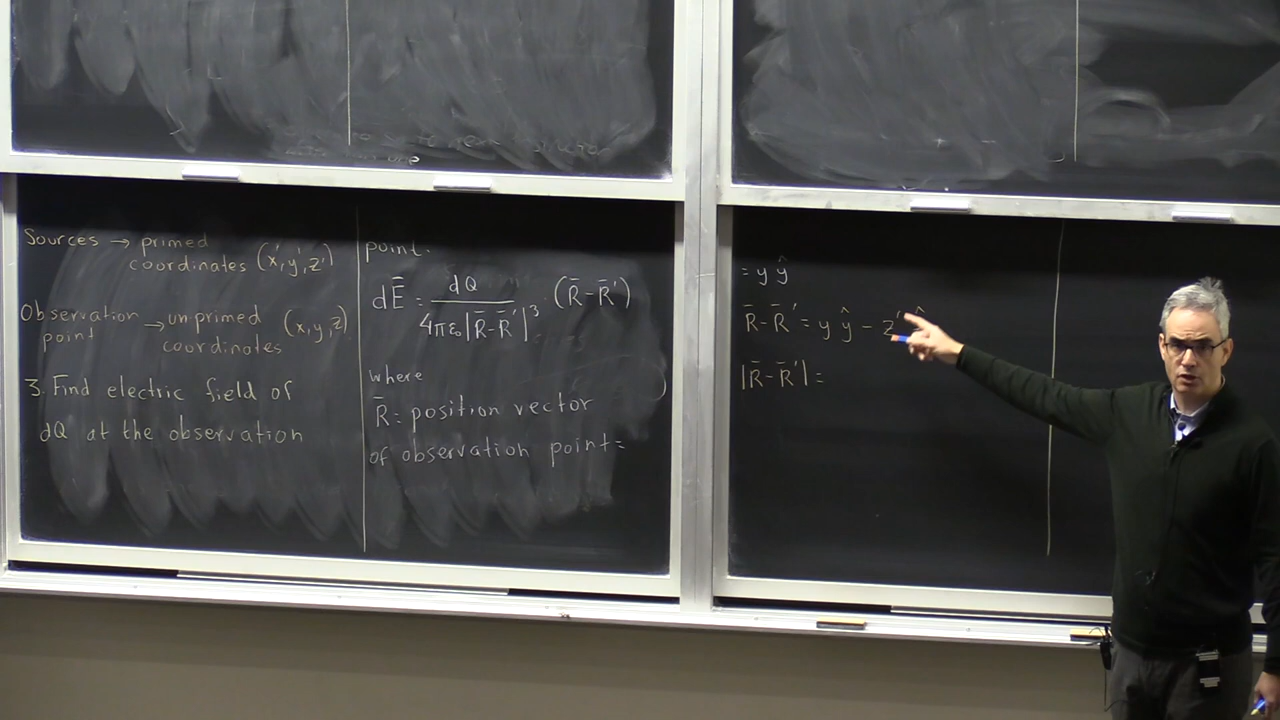 Sources → primed
coordinates (x',y',z')
Observation point → unprimed coordinates (x,y,z)
3. Find electric field of
dQ at the observation
point.
dE̅ = dQ / 4πε₀|R̅-R̅'|³ · (R̅-R̅')
where
R̅ = position vector
of observation point =
= y ŷ
R̅-R̅' = y ŷ - z'
|R̅-R̅'| =